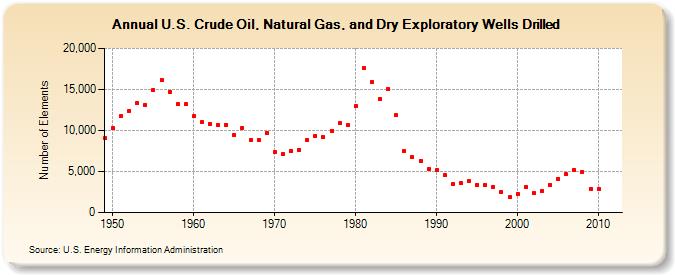 Annual U.S. Crude Oil, Natural Gas, and Dry Exploratory Wells Drilled
Number of Elements
20,000
15,000
10,000
5,000
0
1950 1960 1970 1980 1990 2000 2010
Source: U.S. Energy Information Administration